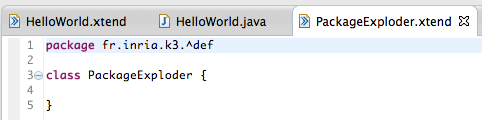 HelloWorld.xtend HelloWorld.java PackageExploder.xtend
1 package fr.inria.k3.^def
2
3 class PackageExploder {
4
5 }